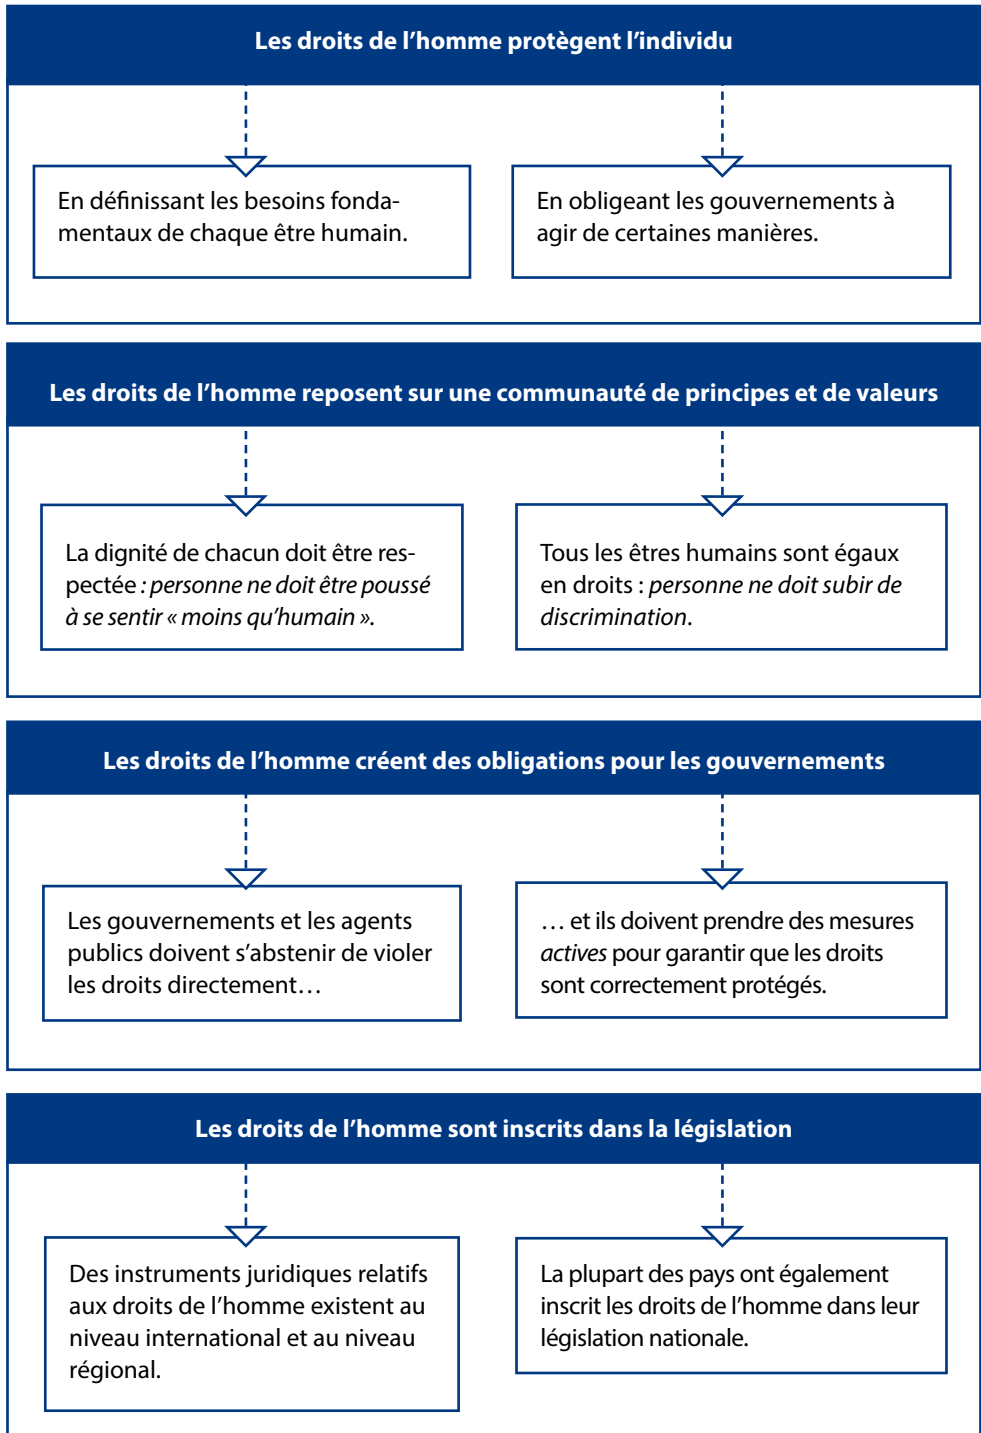 Les droits de l’homme protègent l’individu
En définissant les besoins fonda-
mentaux de chaque être humain.
En obligeant les gouvernements à
agir de certaines manières.
Les droits de l’homme reposent sur une communauté de principes et de valeurs
La dignité de chacun doit être res-
pectée : personne ne doit être poussé
à se sentir « moins qu’humain ».
Tous les êtres humains sont égaux
en droits : personne ne doit subir de
discrimination.
Les droits de l’homme créent des obligations pour les gouvernements
Les gouvernements et les agents
publics doivent s’abstenir de violer
les droits directement…
… et ils doivent prendre des mesures
actives pour garantir que les droits
sont correctement protégés.
Les droits de l’homme sont inscrits dans la législation
Des instruments juridiques relatifs
aux droits de l’homme existent au
niveau international et au niveau
régional.
La plupart des pays ont également
inscrit les droits de l’homme dans leur
législation nationale.